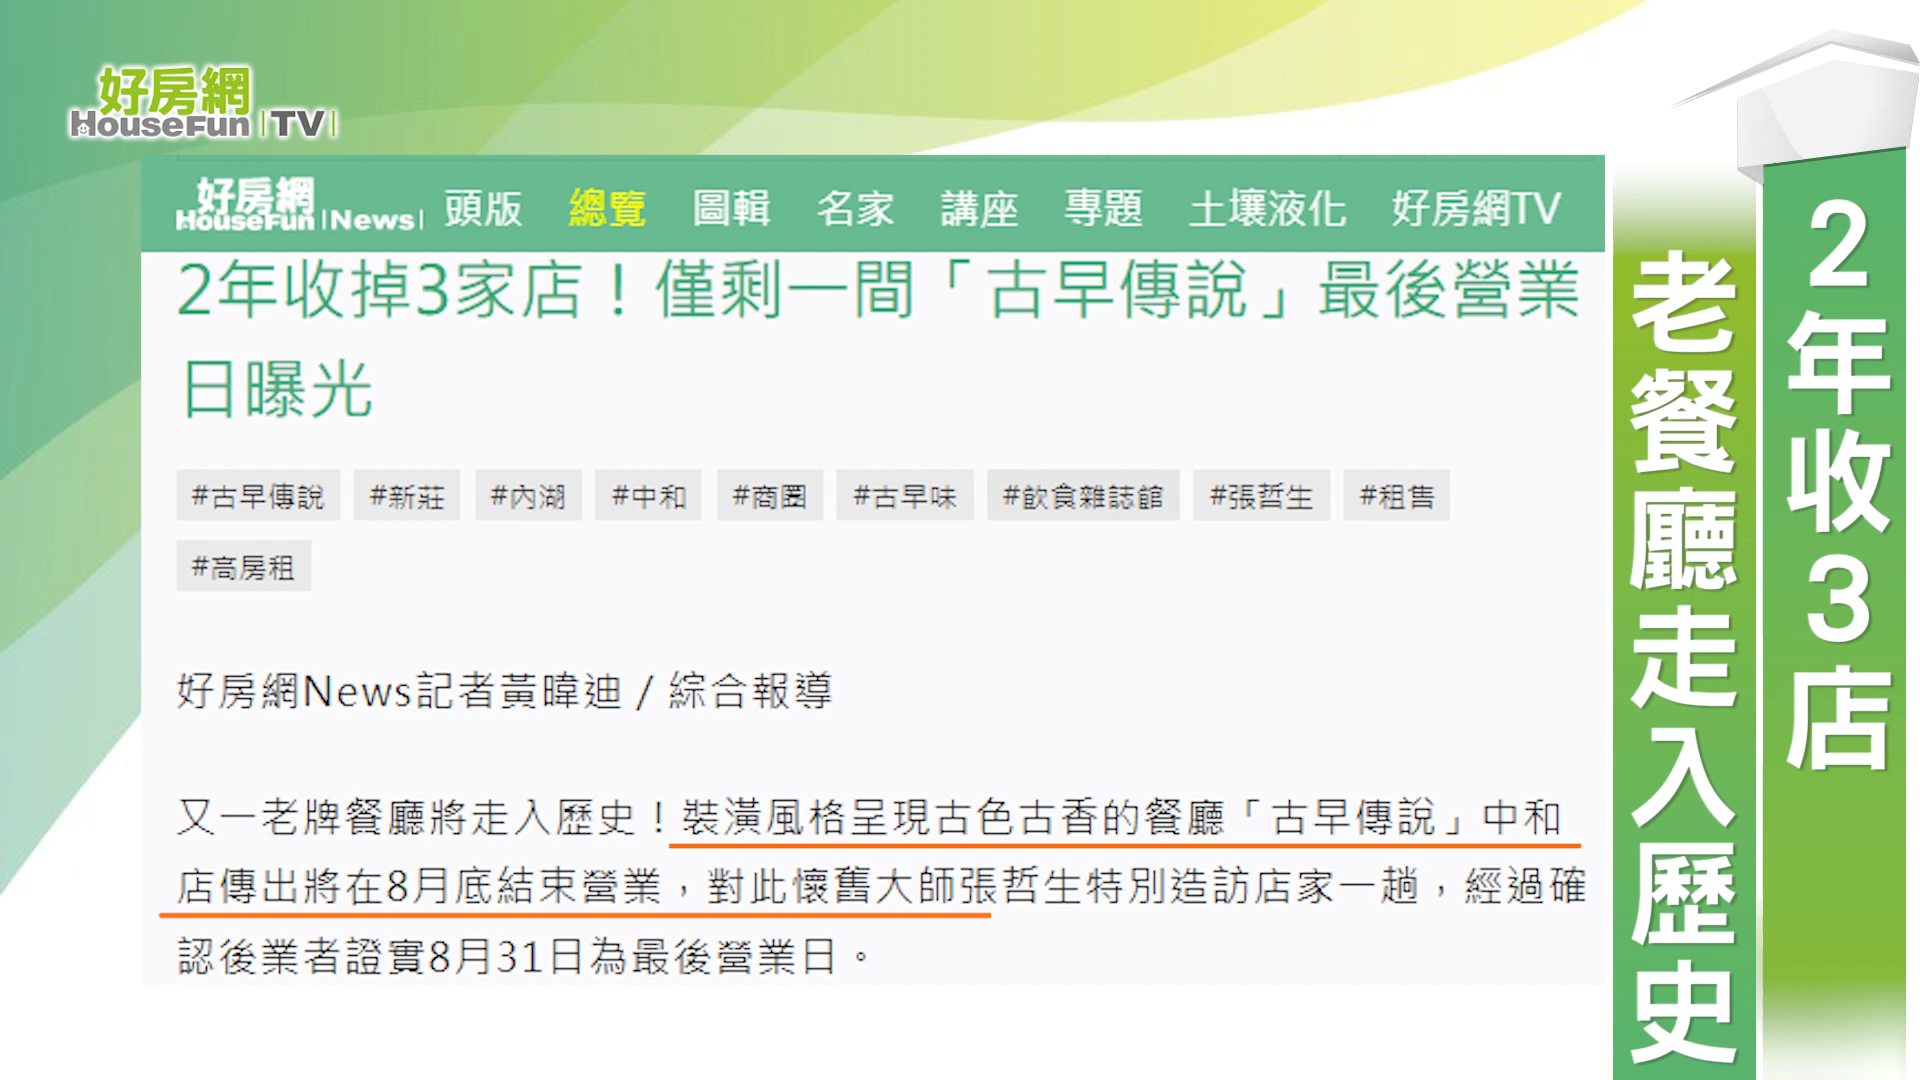 好房網
HouseFun|TV|
好房網
HouseFun|News|
頭版 總覽 圖輯 名家 講座 專題 土壤液化 好房網TV
2年收掉3家店！僅剩一間「古早傳說」最後營業
日曝光
#古早傳說 #新莊 #內湖 #中和 #商圈 #古早味 #飲食雜誌館 #張哲生 #租售
#高房租
好房網News記者黃暐迪／綜合報導
又一老牌餐廳將走入歷史！裝潢風格呈現古色古香的餐廳「古早傳說」中和
店傳出將在8月底結束營業，對此懷舊大師張哲生特別造訪店家一趟，經過確
認後業者證實8月31日為最後營業日。
2年收3店
老餐廳走入歷史